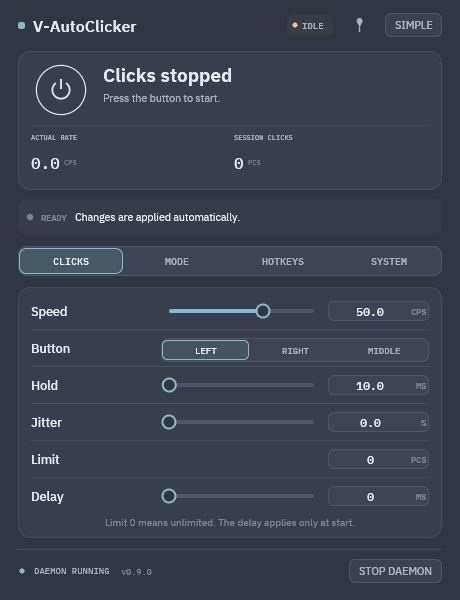 V-AutoClicker
IDLE
SIMPLE
Clicks stopped
Press the button to start.
ACTUAL RATE
SESSION CLICKS
0.0 CPS
0 PCS
READY Changes are applied automatically.
CLICKS MODE HOTKEYS SYSTEM
Speed 50.0 CPS
Button LEFT RIGHT MIDDLE
Hold 10.0 MS
Jitter 0.0 %
Limit 0 PCS
Delay 0 MS
Limit 0 means unlimited. The delay applies only at start.
DAEMON RUNNING v0.9.0 STOP DAEMON